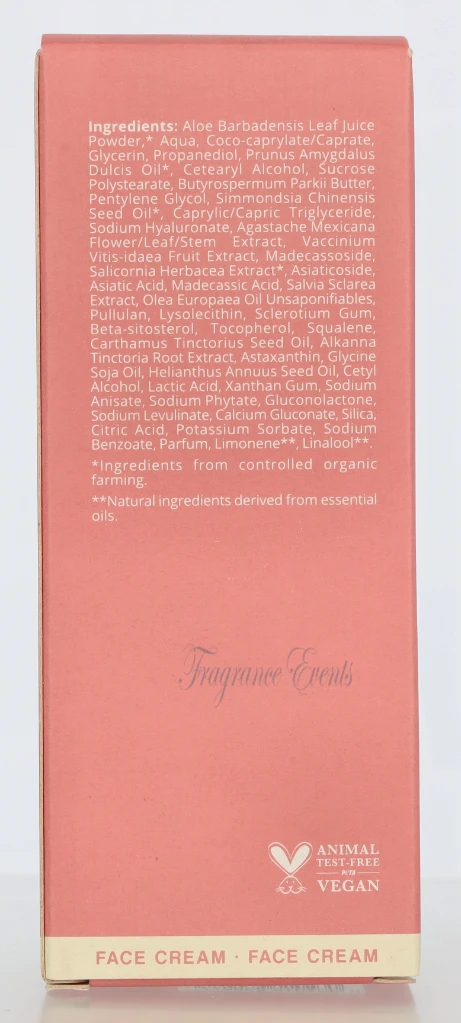 Ingredients: Aloe Barbadensis Leaf Juice
Powder,* Aqua, Coco-caprylate/Caprate,
Glycerin, Propanediol, Prunus Amygdalus
Dulcis Oil*, Cetearyl Alcohol, Sucrose
Polystearate, Butyrospermum Parkii Butter,
Pentylene Glycol, Simmondsia Chinensis
Seed Oil*, Caprylic/Capric Triglyceride,
Sodium Hyaluronate, Agastache Mexicana
Flower/Leaf/Stem Extract, Vaccinium
Vitis-idaea Fruit Extract, Madecassoside,
Salicornia Herbacea Extract*, Asiaticoside,
Asiatic Acid, Madecassic Acid, Salvia Sclarea
Extract, Olea Europaea Oil Unsaponifiables,
Pullulan, Lysolecithin, Sclerotium Gum,
Beta-sitosterol, Tocopherol, Squalene,
Carthamus Tinctorius Seed Oil, Alkanna
Tinctoria Root Extract, Astaxanthin, Glycine
Soja Oil, Helianthus Annuus Seed Oil, Cetyl
Alcohol, Lactic Acid, Xanthan Gum, Sodium
Anisate, Sodium Phytate, Gluconolactone,
Sodium Levulinate, Calcium Gluconate, Silica,
Citric Acid, Potassium Sorbate, Sodium
Benzoate, Parfum, Limonene**, Linalool**.
*Ingredients from controlled organic
farming.
**Natural ingredients derived from essential
oils.
Fragrance Events
ANIMAL
TEST-FREE
PETA
VEGAN
FACE CREAM · FACE CREAM